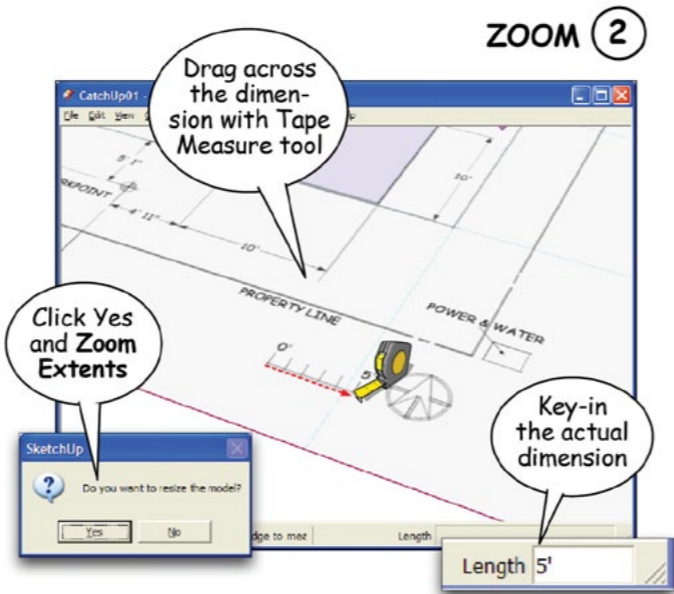 ZOOM 2
Drag across
the dimen-
sion with Tape
Measure tool
CatchUp01 -
File Edit View
5' 1"
10'
4' 11"
10'
PROPERTY LINE
POWER & WATER
0'
5'
Click Yes
and Zoom
Extents
Key-in
the actual
dimension
SketchUp
Do you want to resize the model?
Yes
No
Length
Length 5'